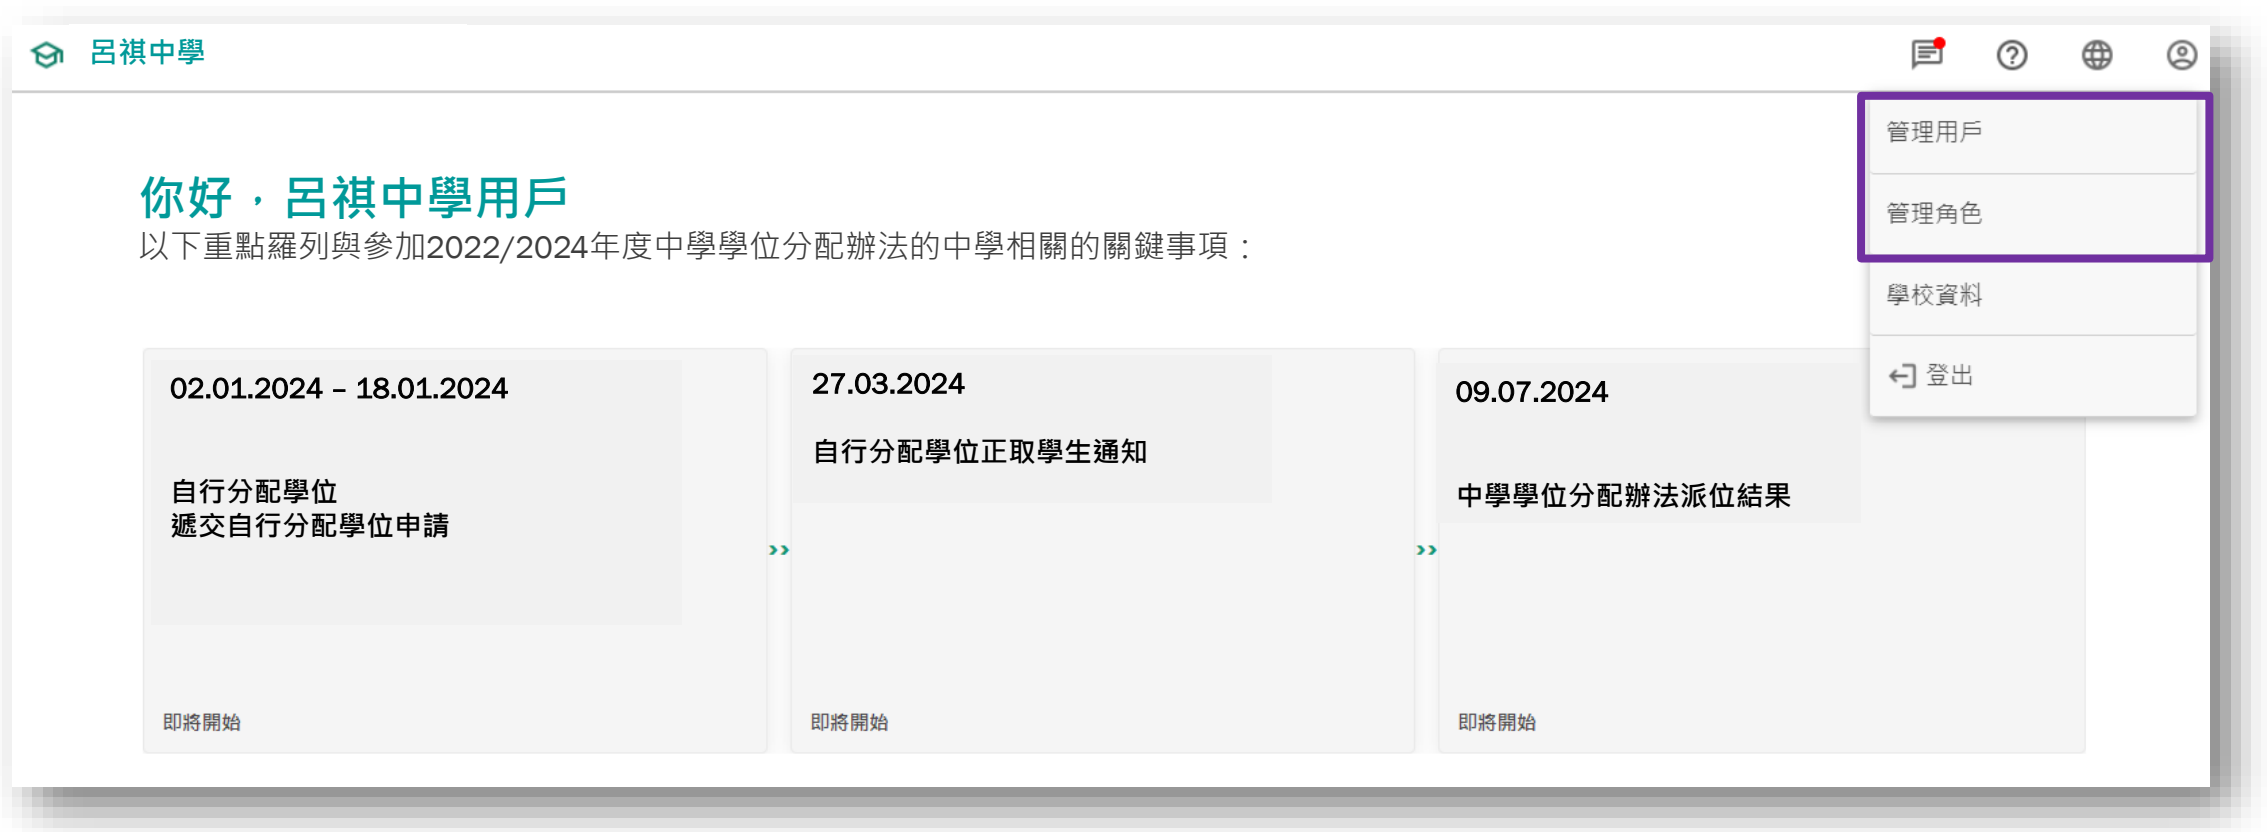 呂祺中學
管理用戶
管理角色
學校資料
登出
你好，呂祺中學用戶
以下重點羅列與參加2022/2024年度中學學位分配辦法的中學相關的關鍵事項：
02.01.2024 – 18.01.2024
自行分配學位
遞交自行分配學位申請
即將開始
27.03.2024
自行分配學位正取學生通知
即將開始
09.07.2024
中學學位分配辦法派位結果
即將開始